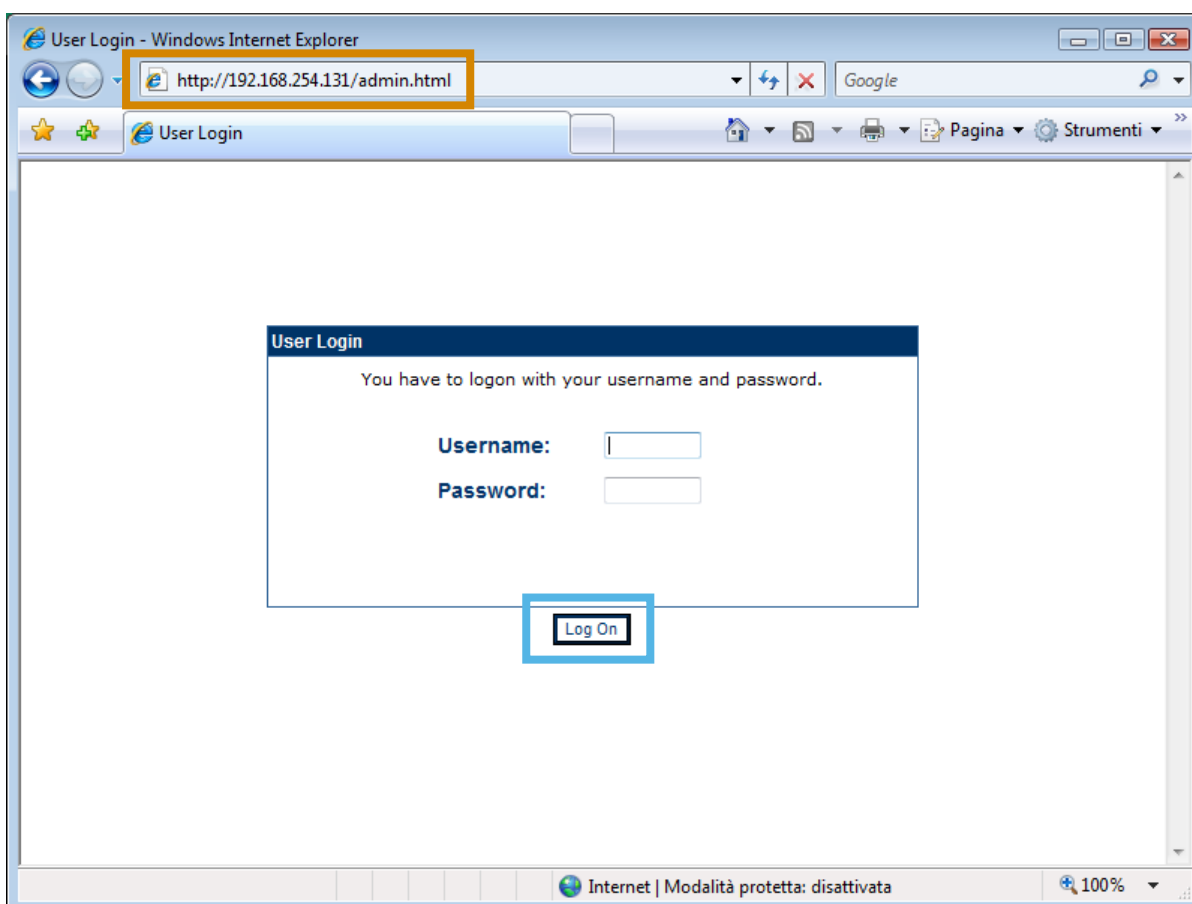 User Login - Windows Internet Explorer
http://192.168.254.131/admin.html
Google
User Login
Pagina
Strumenti
User Login
You have to logon with your username and password.
Username:
Password:
Log On
Internet | Modalità protetta: disattivata
100%